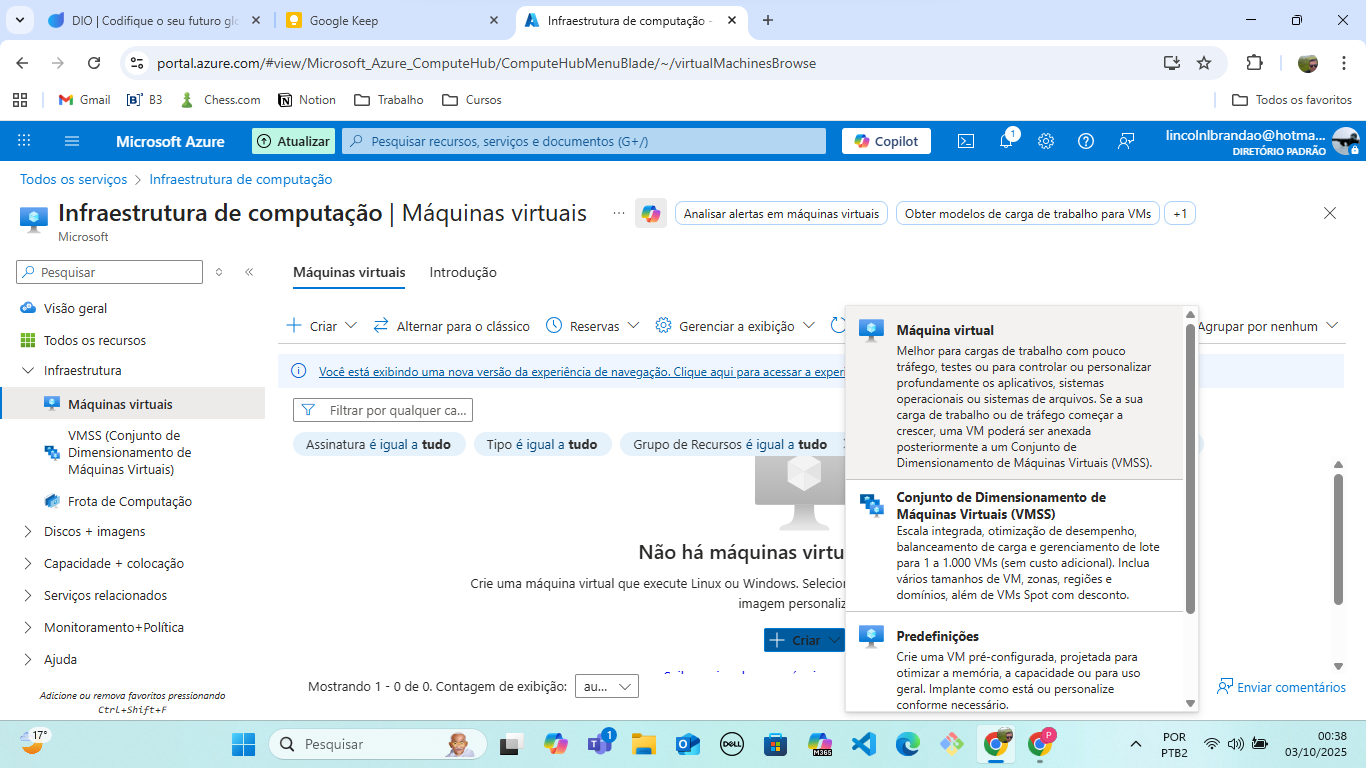 DIO | Codifique o seu futuro glo
Google Keep
Infraestrutura de computação -
portal.azure.com/#view/Microsoft_Azure_ComputeHub/ComputeHubMenuBlade/~/virtualMachinesBrowse
Gmail
B3
Chess.com
Notion
Trabalho
Cursos
Todos os favoritos
Microsoft Azure
Atualizar
Pesquisar recursos, serviços e documentos (G+/)
Copilot
1
lincolnlbrandao@hotma...
DIRETÓRIO PADRÃO
Todos os serviços
Infraestrutura de computação
Infraestrutura de computação | Máquinas virtuais
Microsoft
Analisar alertas em máquinas virtuais
Obter modelos de carga de trabalho para VMs
+1
Pesquisar
Visão geral
Todos os recursos
Infraestrutura
Máquinas virtuais
VMSS (Conjunto de
Dimensionamento de
Máquinas Virtuais)
Frota de Computação
Discos + imagens
Capacidade + colocação
Serviços relacionados
Monitoramento+Política
Ajuda
Adicione ou remova favoritos pressionando
Ctrl+Shift+F
Máquinas virtuais
Introdução
Criar
Alternar para o clássico
Reservas
Gerenciar a exibição
Agrupar por nenhum
Você está exibindo uma nova versão da experiência de navegação. Clique aqui para acessar a experi
Filtrar por qualquer ca...
Assinatura é igual a tudo
Tipo é igual a tudo
Grupo de Recursos é igual a tudo
Não há máquinas virtu
Crie uma máquina virtual que execute Linux ou Windows. Selecion
imagem personaliz
Criar
Mostrando 1 - 0 de 0. Contagem de exibição:
au...
Enviar comentários
Máquina virtual
Melhor para cargas de trabalho com pouco
tráfego, testes ou para controlar ou personalizar
profundamente os aplicativos, sistemas
operacionais ou sistemas de arquivos. Se a sua
carga de trabalho ou de tráfego começar a
crescer, uma VM poderá ser anexada
posteriormente a um Conjunto de
Dimensionamento de Máquinas Virtuais (VMSS).
Conjunto de Dimensionamento de
Máquinas Virtuais (VMSS)
Escala integrada, otimização de desempenho,
balanceamento de carga e gerenciamento de lote
para 1 a 1.000 VMs (sem custo adicional). Inclua
vários tamanhos de VM, zonas, regiões e
domínios, além de VMs Spot com desconto.
Predefinições
Crie uma VM pré-configurada, projetada para
otimizar a memória, a capacidade ou para uso
geral. Implante como está ou personalize
conforme necessário.
17°
Pesquisar
1
DELL
M365
P
POR
PTB2
00:38
03/10/2025